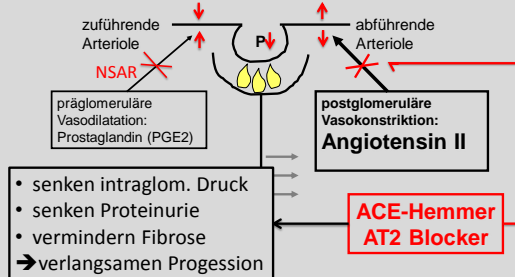 zuführende
Arteriole
P
abführende
Arteriole
NSAR
präglomeruläre
Vasodilatation:
Prostaglandin (PGE2)
postglomeruläre
Vasokonstriktion:
Angiotensin II
• senken intraglom. Druck
• senken Proteinurie
• vermindern Fibrose
➔verlangsamen Progession
ACE-Hemmer
AT2 Blocker